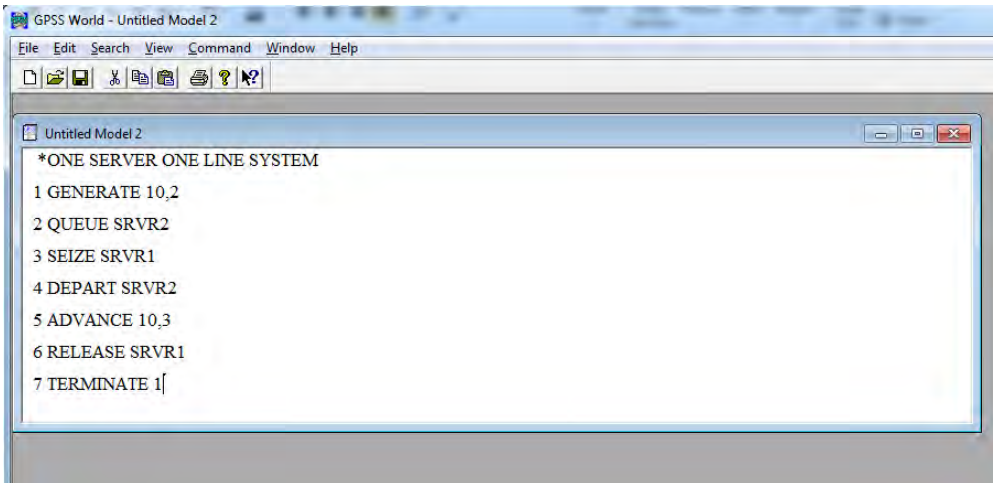 GPSS World - Untitled Model 2
File Edit Search View Command Window Help
Untitled Model 2
*ONE SERVER ONE LINE SYSTEM
1 GENERATE 10,2
2 QUEUE SRVR2
3 SEIZE SRVR1
4 DEPART SRVR2
5 ADVANCE 10,3
6 RELEASE SRVR1
7 TERMINATE 1